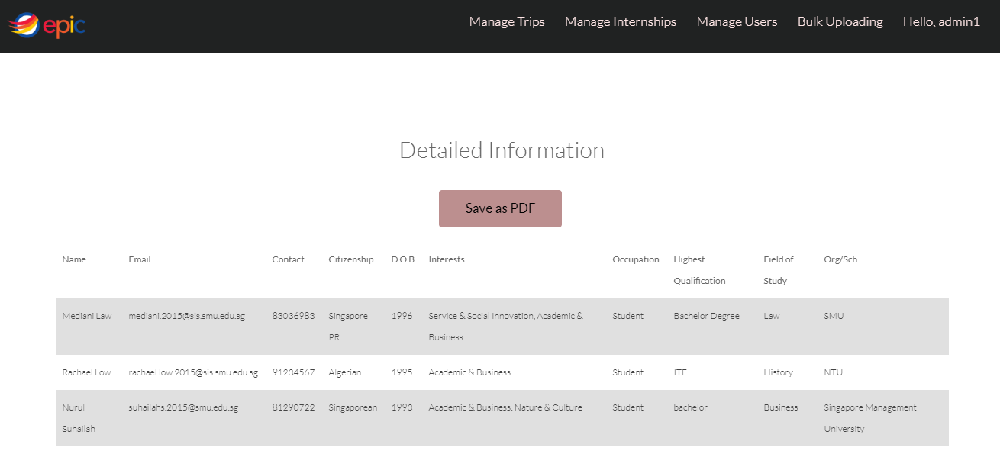 epic Manage Trips Manage Internships Manage Users Bulk Uploading Hello, admin1
Detailed Information
Save as PDF
Name Email Contact Citizenship D.O.B Interests Occupation Highest Field of Org/Sch
Qualification Study
Mediani Law mediani.2015@sis.smu.edu.sg 83036983 Singapore 1996 Service & Social Innovation, Academic & Student Bachelor Degree Law SMU
PR Business
Rachael Low rachael.low.2015@sis.smu.edu.sg 91234567 Algerian 1995 Academic & Business Student ITE History NTU
Nurul suhailahs.2015@smu.edu.sg 81290722 Singaporean 1993 Academic & Business, Nature & Culture Student bachelor Business Singapore Management
Suhailah University